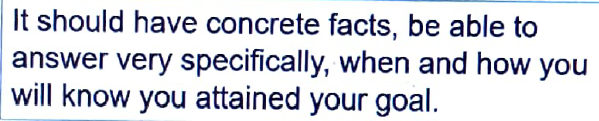 It should have concrete facts, be able to
answer very specifically, when and how you
will know you attained your goal.